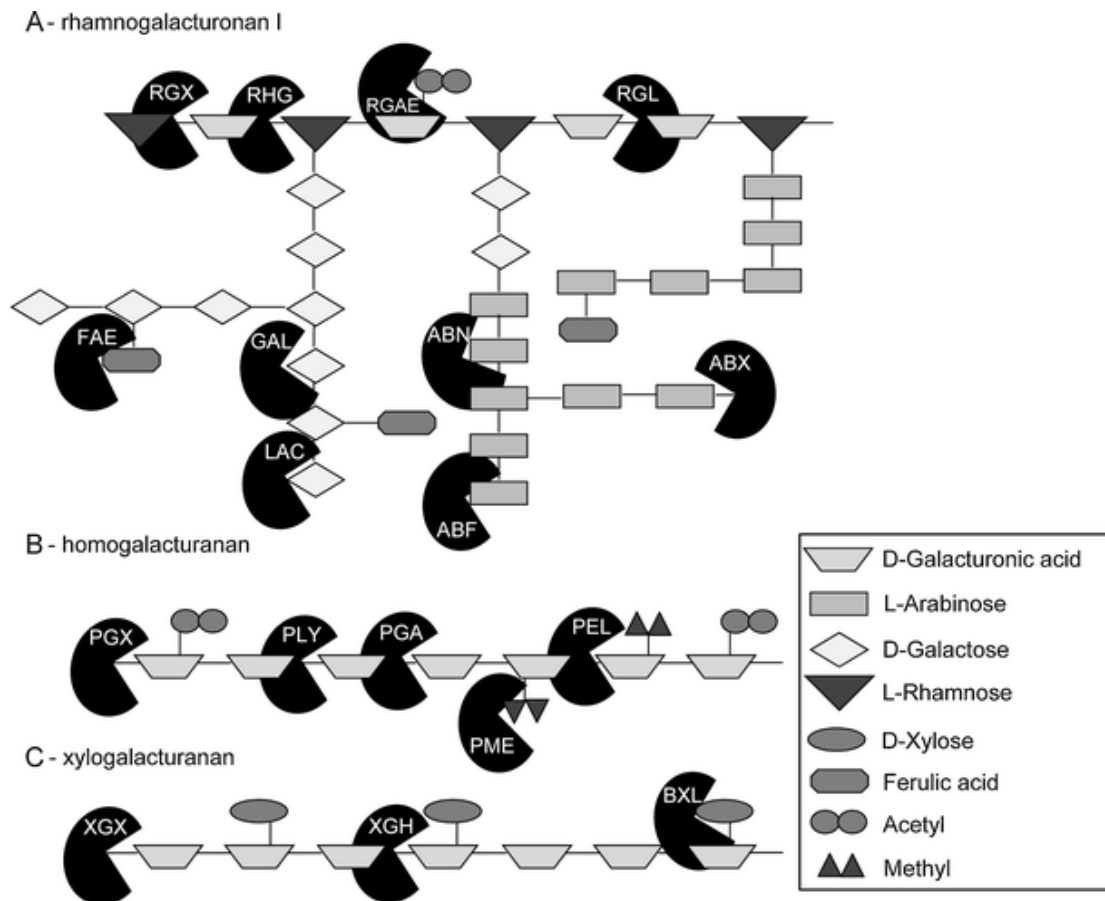 A - rhamnogalacturonan I
RGX
RHG
RGAE
RGL
FAE
GAL
ABN
ABX
LAC
ABF
B - homogalacturanan
PGX
PLY
PGA
PEL
PME
C - xylogalacturanan
XGX
XGH
BXL
D-Galacturonic acid
L-Arabinose
D-Galactose
L-Rhamnose
D-Xylose
Ferulic acid
Acetyl
Methyl